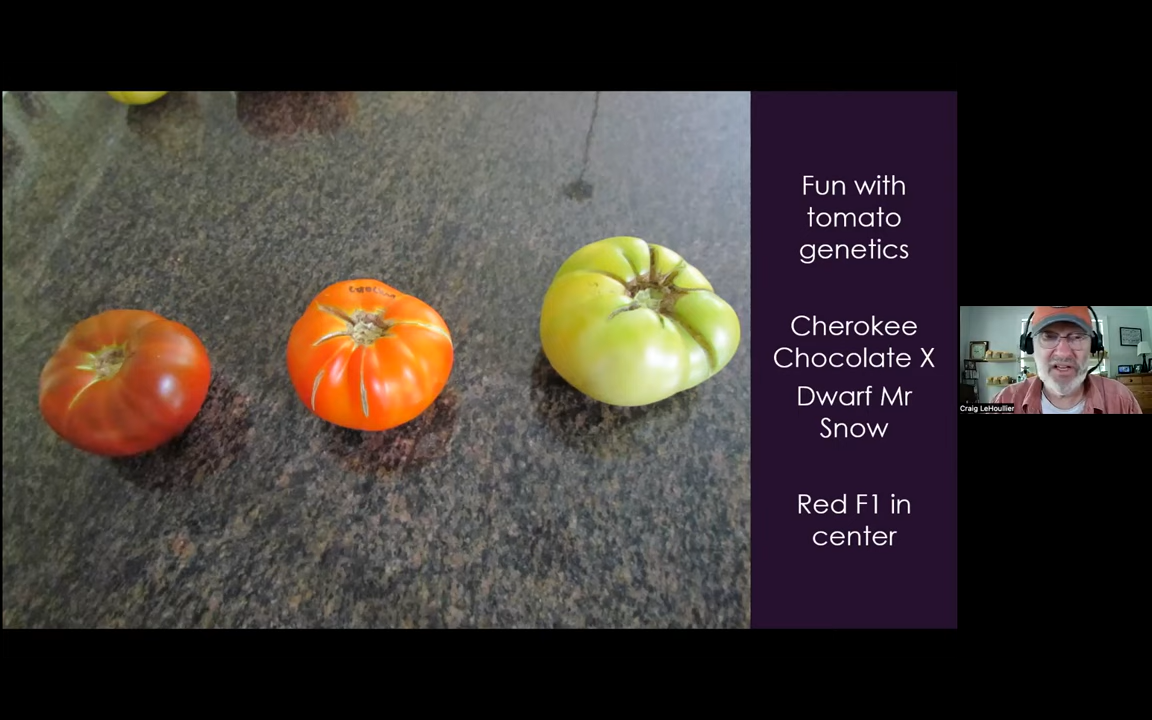 Fun with
tomato
genetics
Cherokee
Chocolate X
Dwarf Mr
Snow
Red F1 in
center
Craig LeHoullier